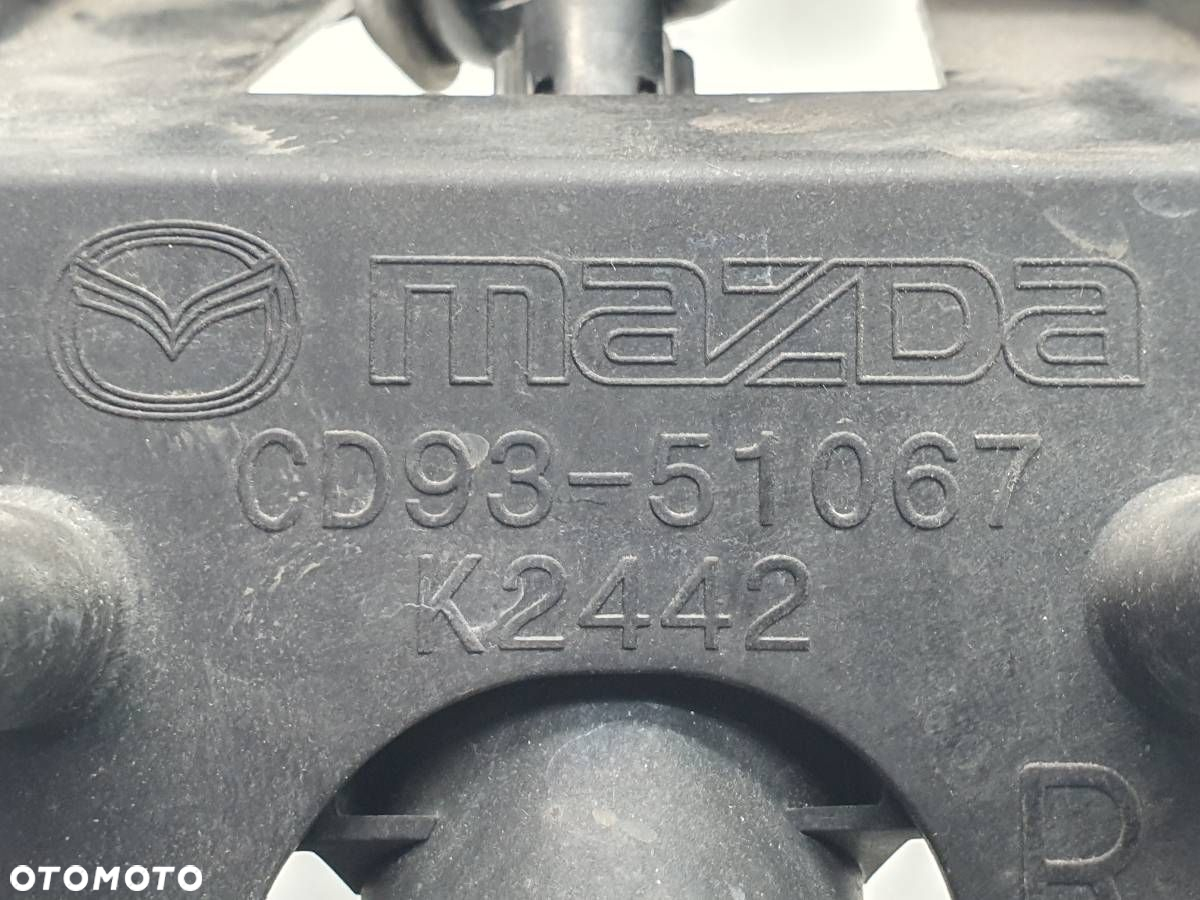 mazda
CD93-51067
K2442
R
OTOMOTO